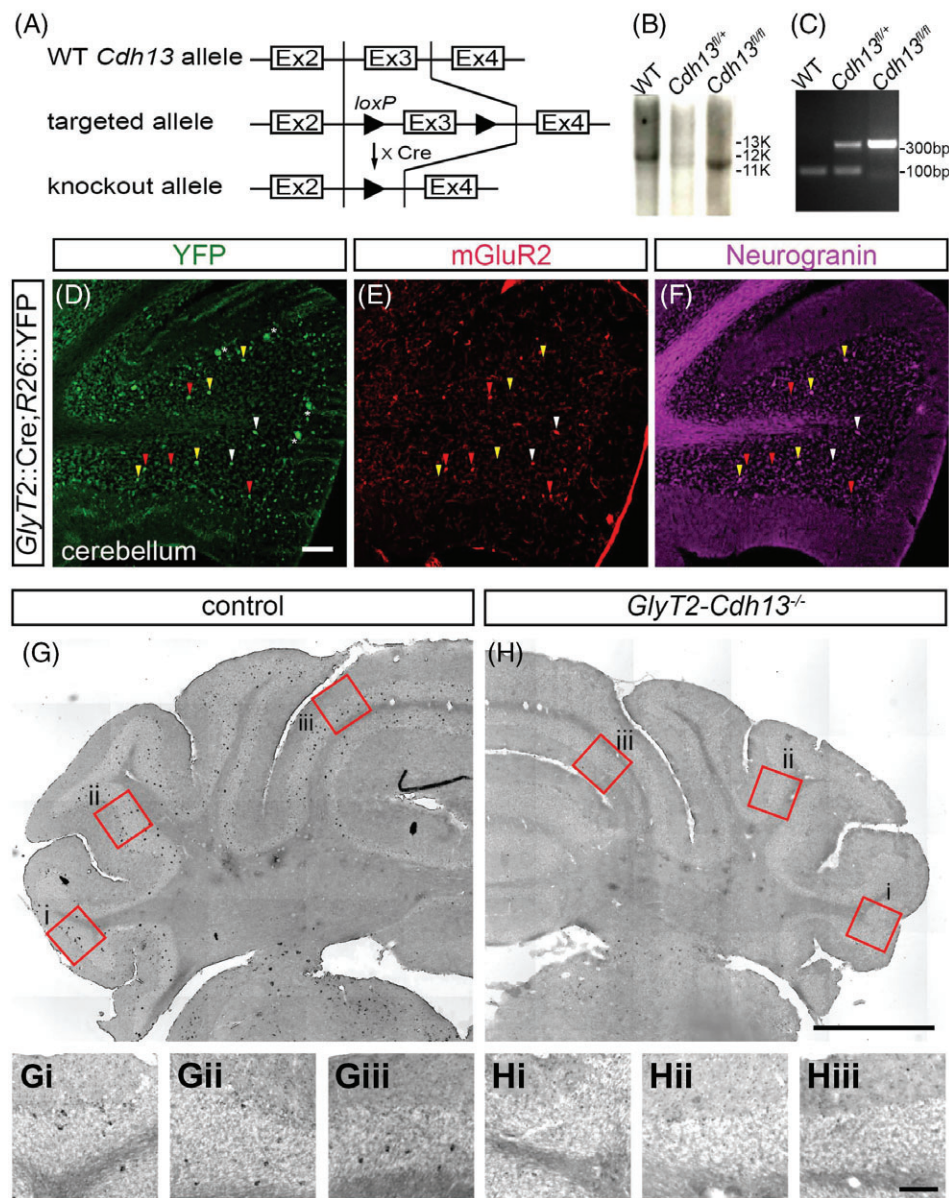 (A)
WT Cdh13 allele
Ex2
Ex3
Ex4
loxP
targeted allele
Ex2
Ex3
Ex4
x Cre
knockout allele
Ex2
Ex4
(B)
WT
Cdh13fl/+
Cdh13fl/fl
-13K
-12K
-11K
(C)
WT
Cdh13fl/+
Cdh13fl/fl
-300bp
-100bp
YFP
mGluR2
Neurogranin
GlyT2::Cre;R26::YFP
(D)
*
*
*
*
cerebellum
(E)
(F)
control
GlyT2-Cdh13-/-
(G)
iii
ii
i
(H)
iii
ii
i
Gi
Gii
Giii
Hi
Hii
Hiii